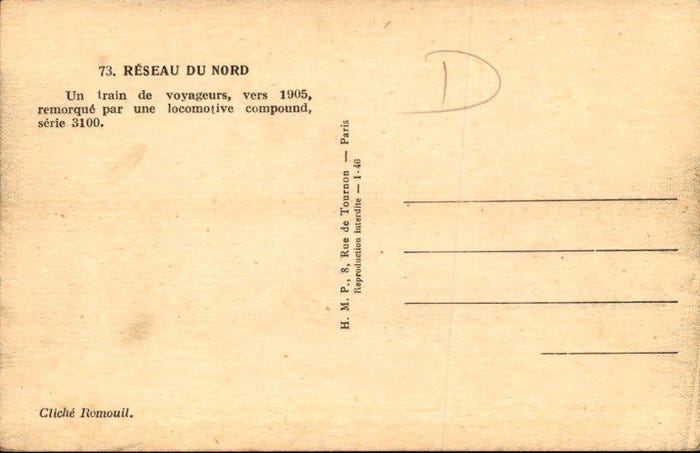 73. RÉSEAU DU NORD
Un train de voyageurs, vers 1905,
remorqué par une locomotive compound,
série 3100.
H. M. P., 8, Rue de Tournon — Paris
Reproduction interdite — I-46
D
Cliché Romouil.